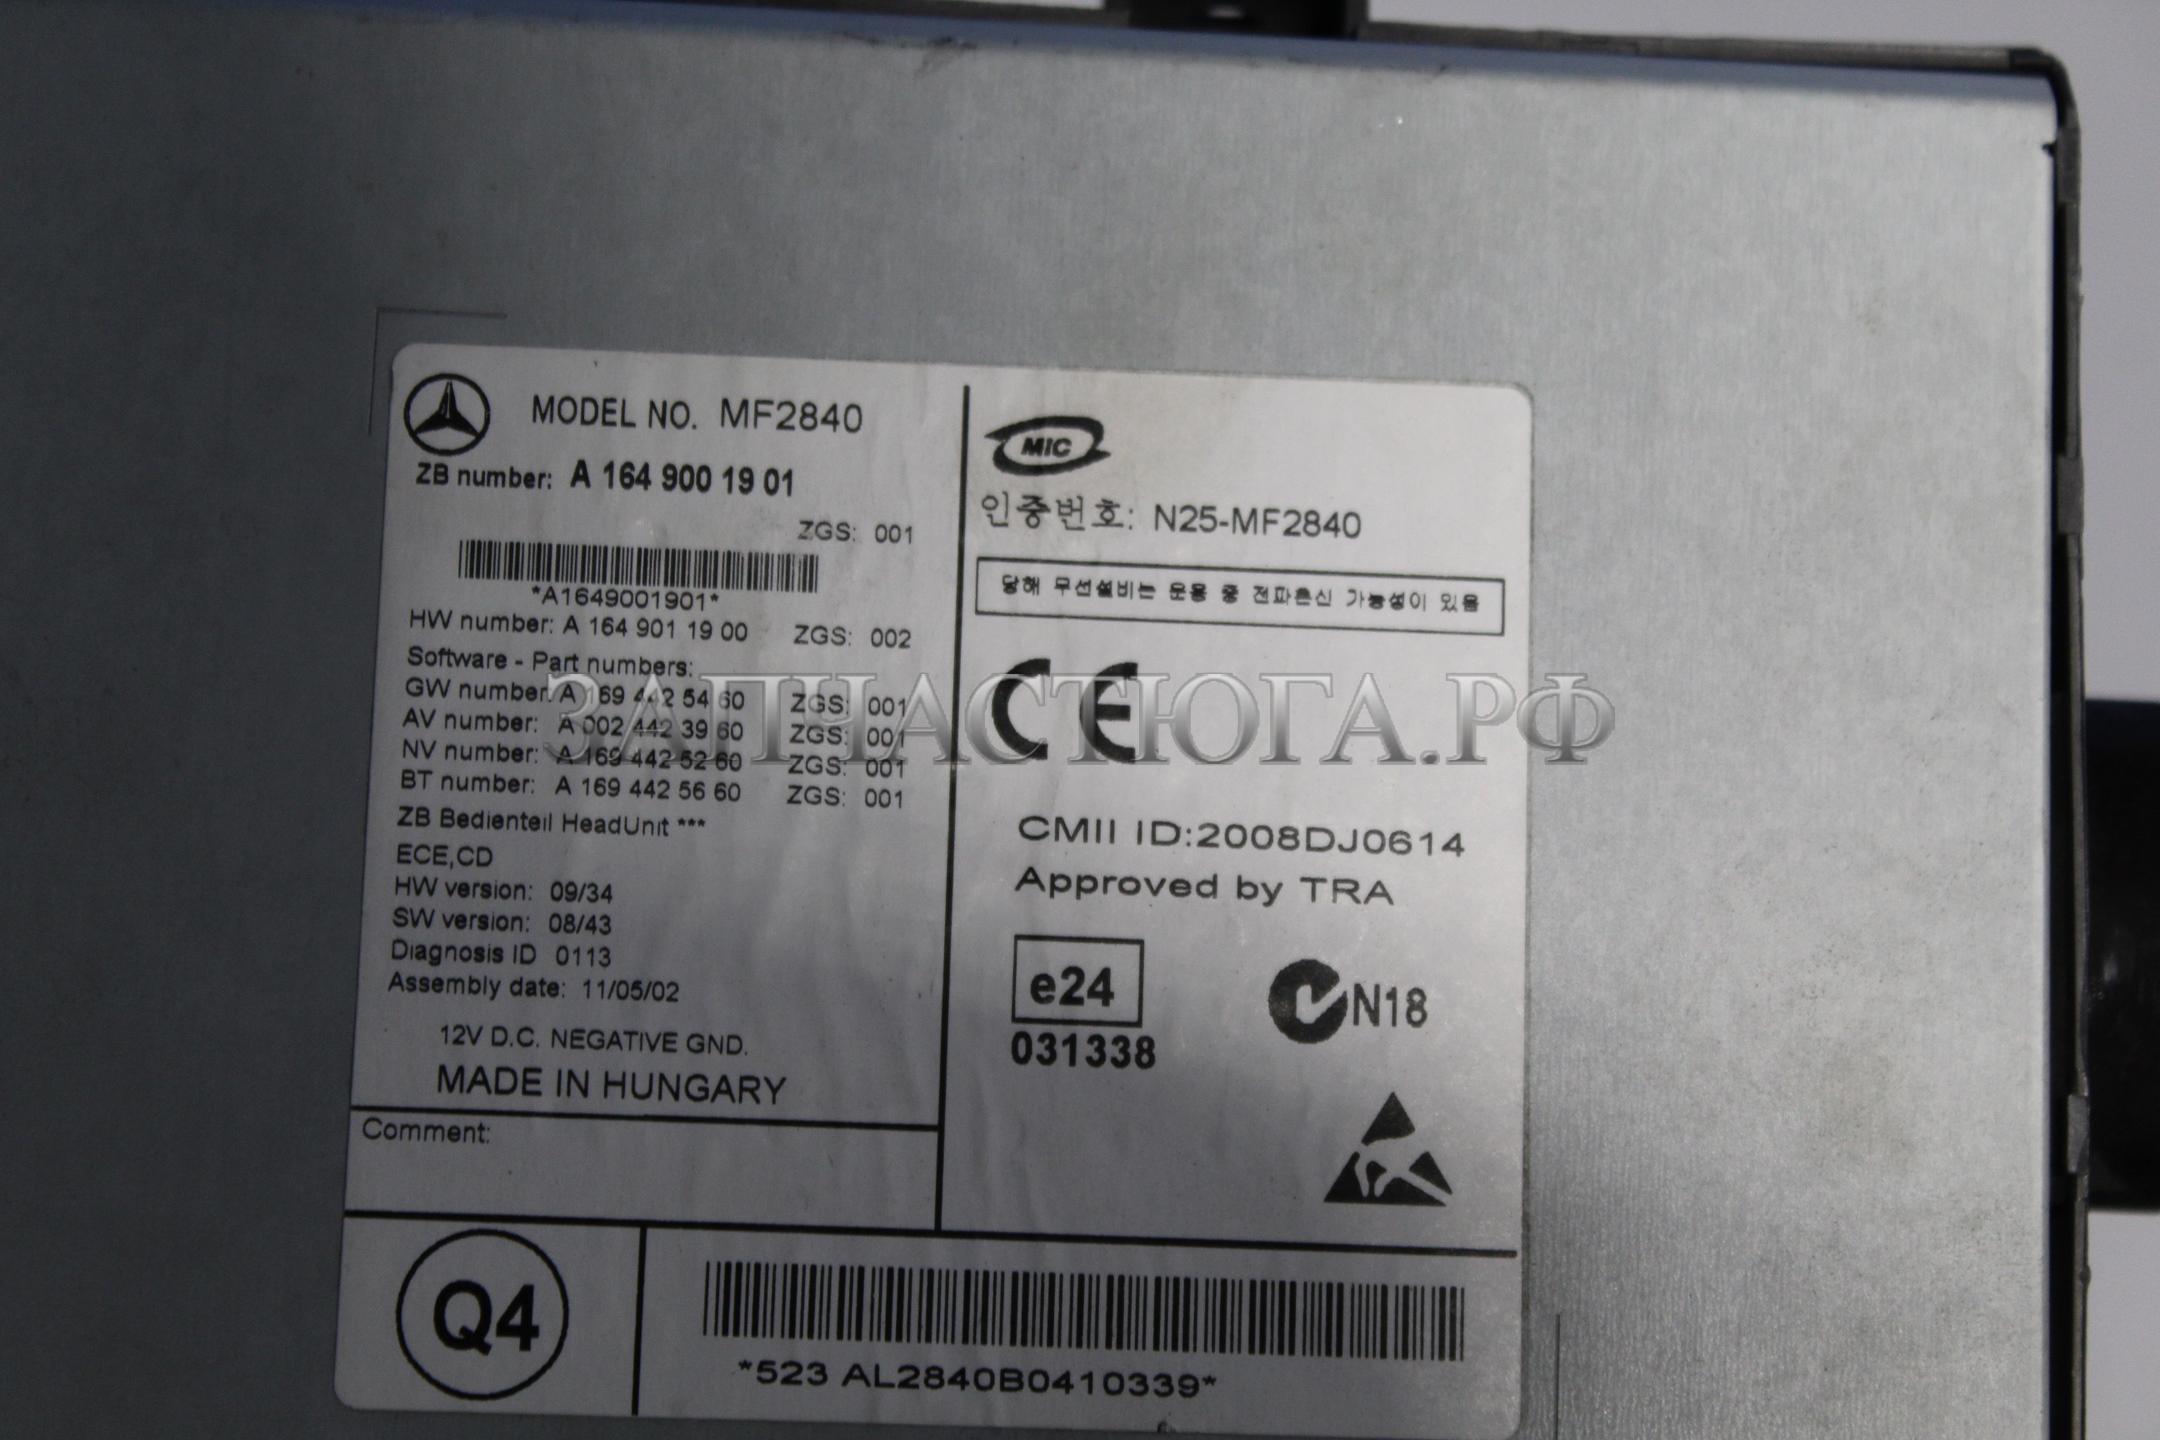 MODEL NO. MF2840
ZB number: A 164 900 19 01
ZGS: 001
*A1649001901*
HW number: A 164 901 19 00 ZGS: 002
Software - Part numbers:
GW number: A 169 442 54 60 ZGS: 001
AV number: A 002 442 39 60 ZGS: 001
NV number: A 169 442 52 60 ZGS: 001
BT number: A 169 442 56 60 ZGS: 001
ZB Bedienteil HeadUnit ***
ECE,CD
HW version: 09/34
SW version: 08/43
Diagnosis ID 0113
Assembly date: 11/05/02
12V D.C. NEGATIVE GND.
MADE IN HUNGARY
Comment:
MIC
인증번호: N25-MF2840
당해 무선설비는 운용 중 전파혼신 가능성이 있음
CE
CMII ID:2008DJ0614
Approved by TRA
e24
031338
N18
Q4
*523 AL2840B0410339*
ЗАПЧАСТЮГА.РФ